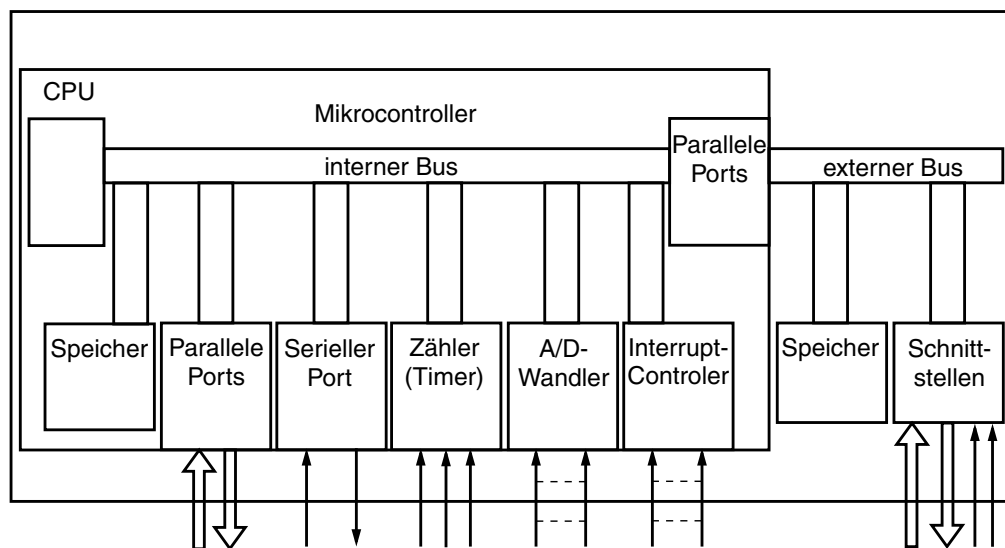 CPU
Mikrocontroller
Parallele
Ports
interner Bus
externer Bus
Speicher
Parallele
Ports
Serieller
Port
Zähler
(Timer)
A/D-
Wandler
Interrupt-
Controler
Speicher
Schnitt-
stellen